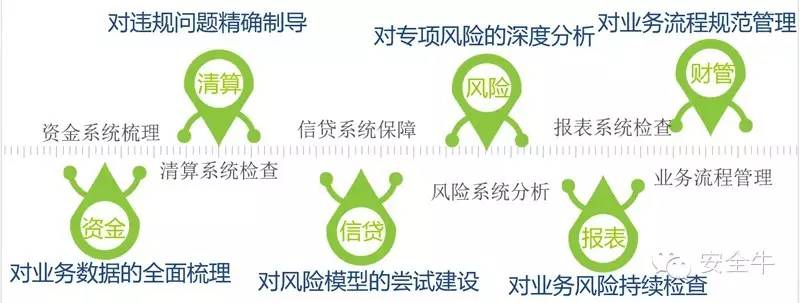 对违规问题精确制导
对专项风险的深度分析
对业务流程规范管理
清算
风险
财管
资金系统梳理
信贷系统保障
报表系统检查
清算系统检查
风险系统分析
业务流程管理
资金
信贷
报表
对业务数据的全面梳理
对风险模型的尝试建设
对业务风险持续检查
安全牛